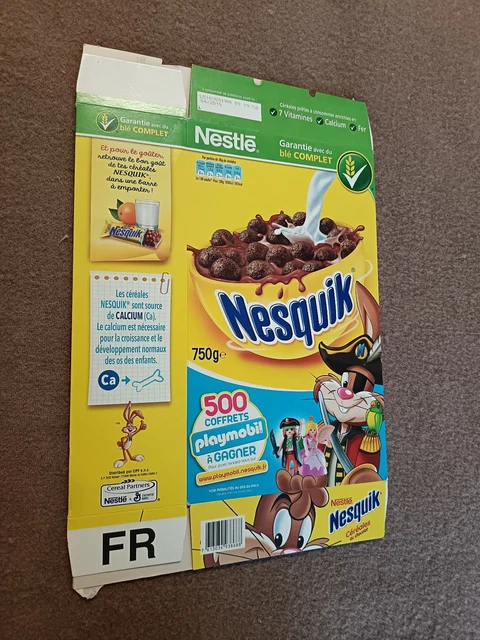 Céréales prêtes à consommer enrichies en
7 Vitamines Calcium Fer
Garantie avec du
blé COMPLET
Nestlé
Garantie avec du
blé COMPLET
Et pour le goûter,
retrouve le bon goût
de tes céréales
NESQUIK®,
dans une barre
à emporter!
Nesquik
Les céréales
NESQUIK® sont source
de CALCIUM (Ca).
Le calcium est nécessaire
pour la croissance et le
développement normaux
des os des enfants.
Ca
Nesquik
750g e
500
COFFRETS
playmobil
À GAGNER
www.playmobil.nesquik.fr
Cereal Partners
Nestlé
Nestlé
Nesquik
Céréales
au chocolat
FR